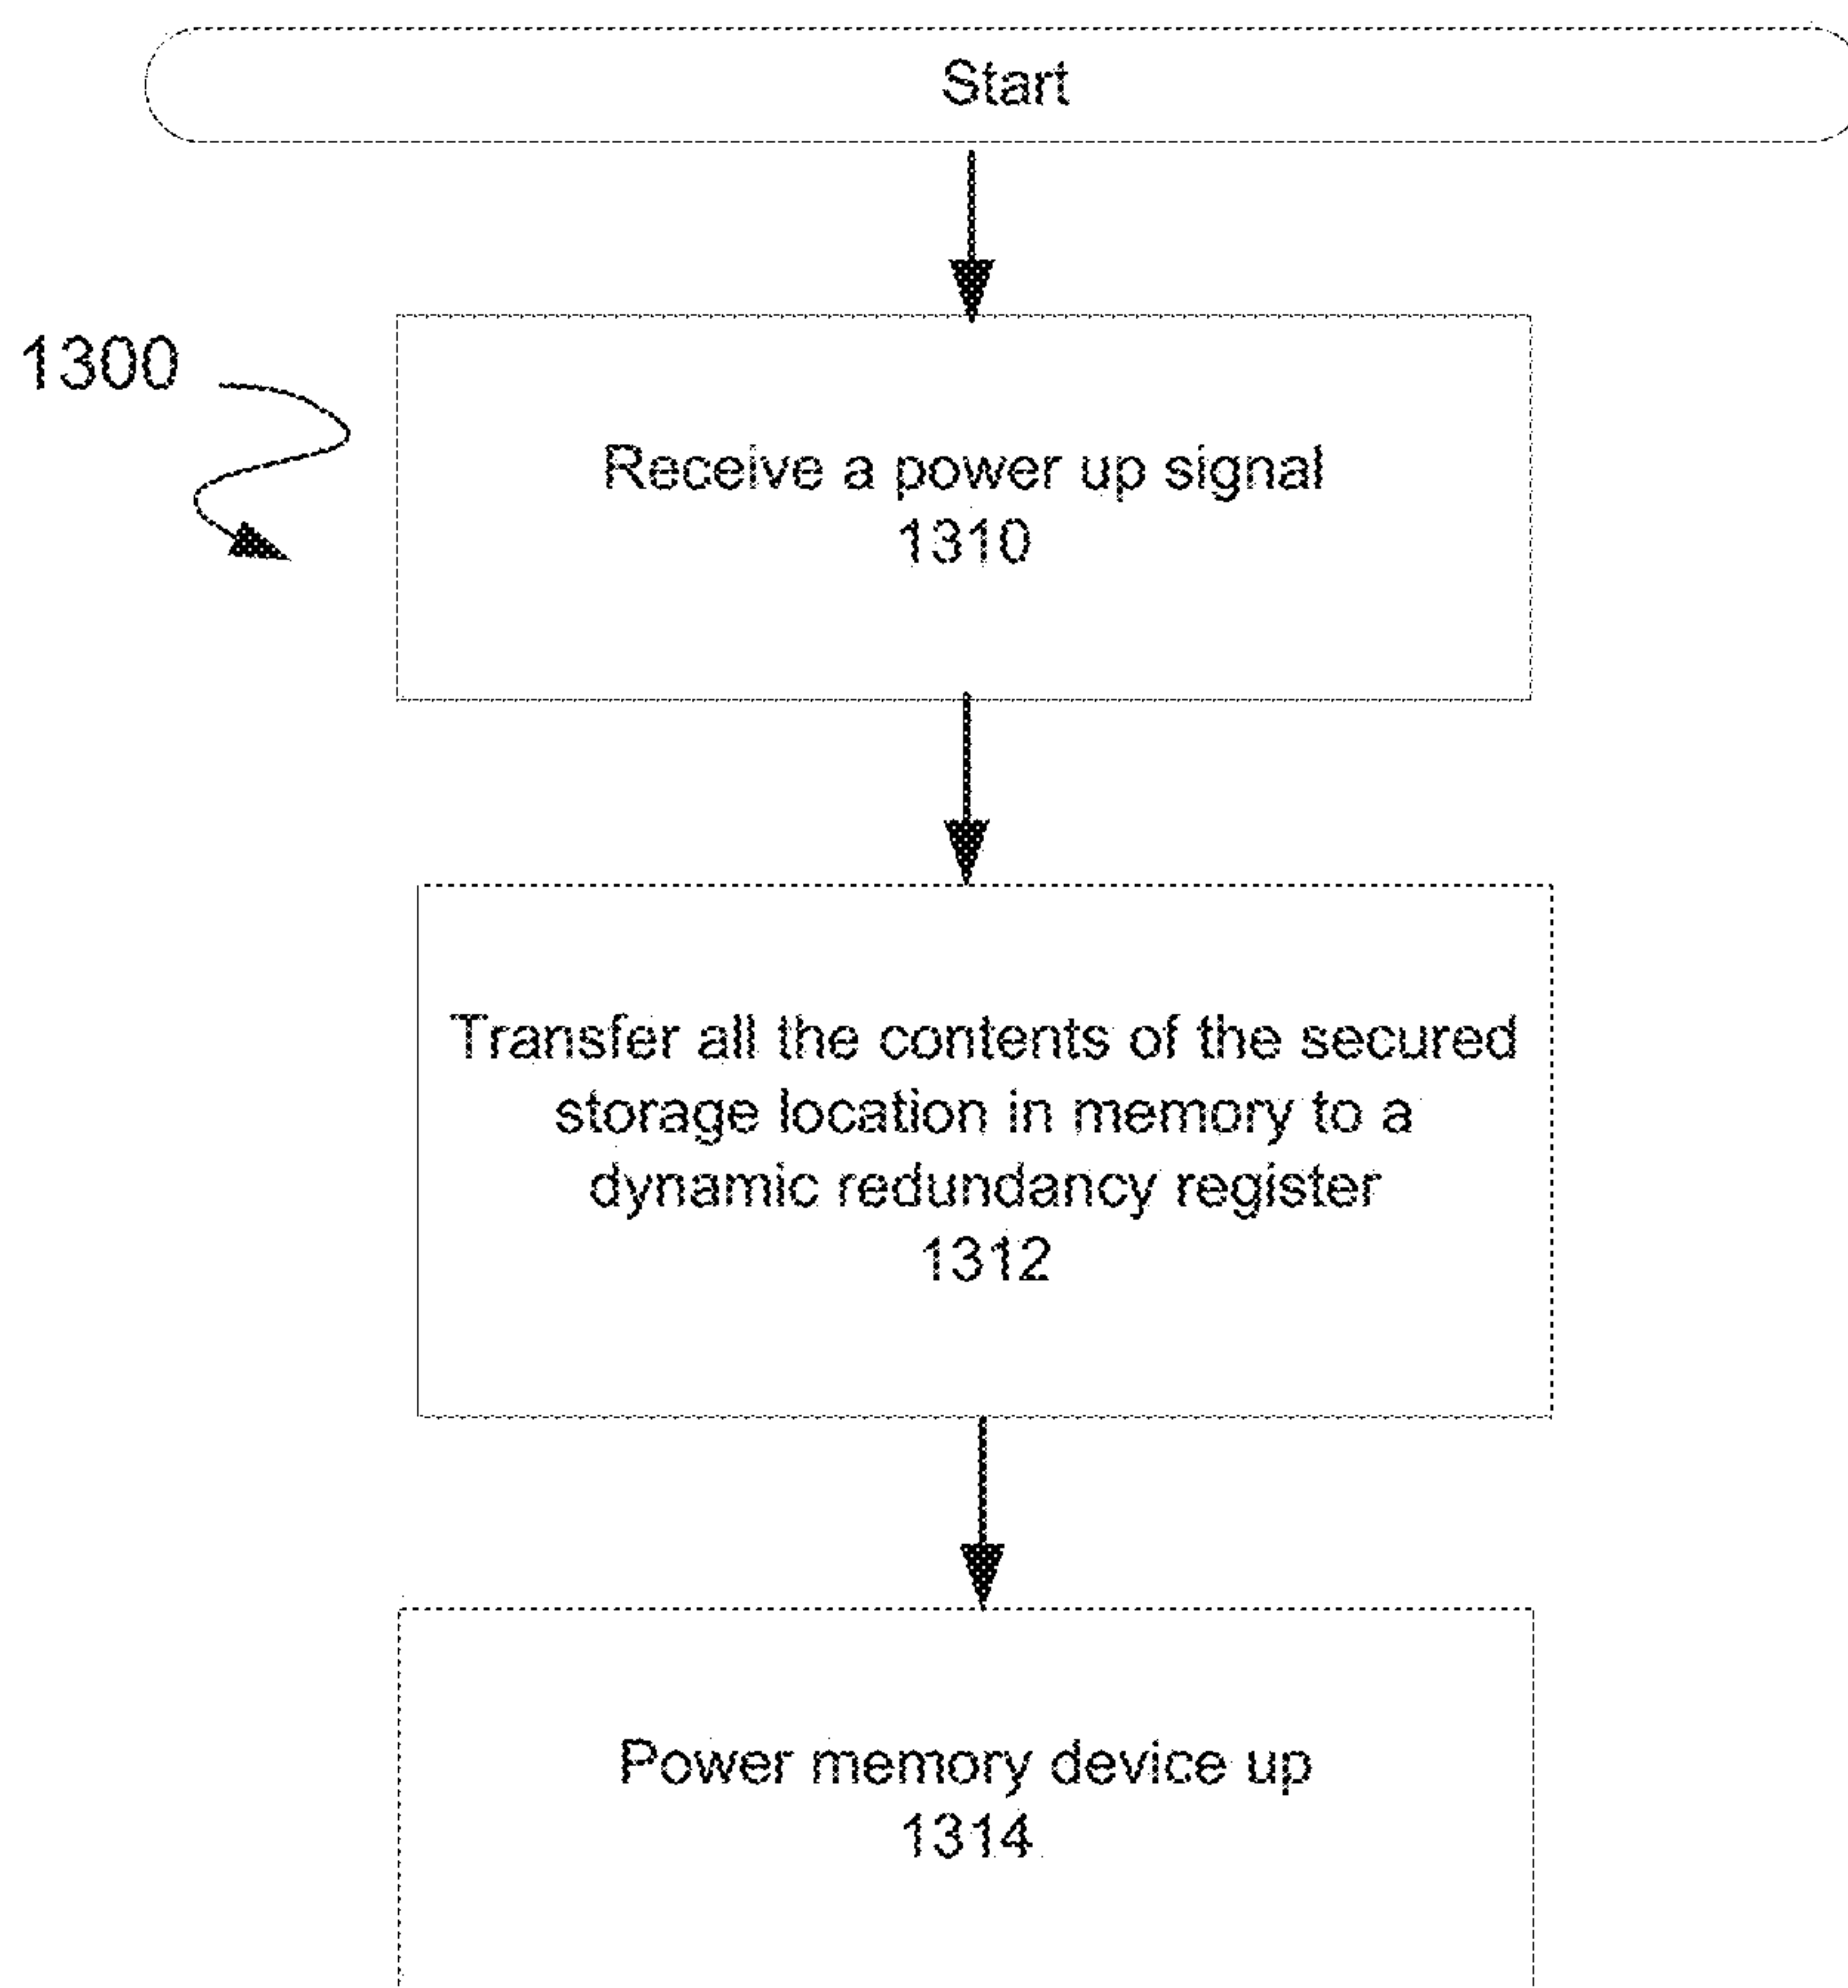 Start
1300
Receive a power up signal
1310
Transfer all the contents of the secured
storage location in memory to a
dynamic redundancy register
1312
Power memory device up
1314